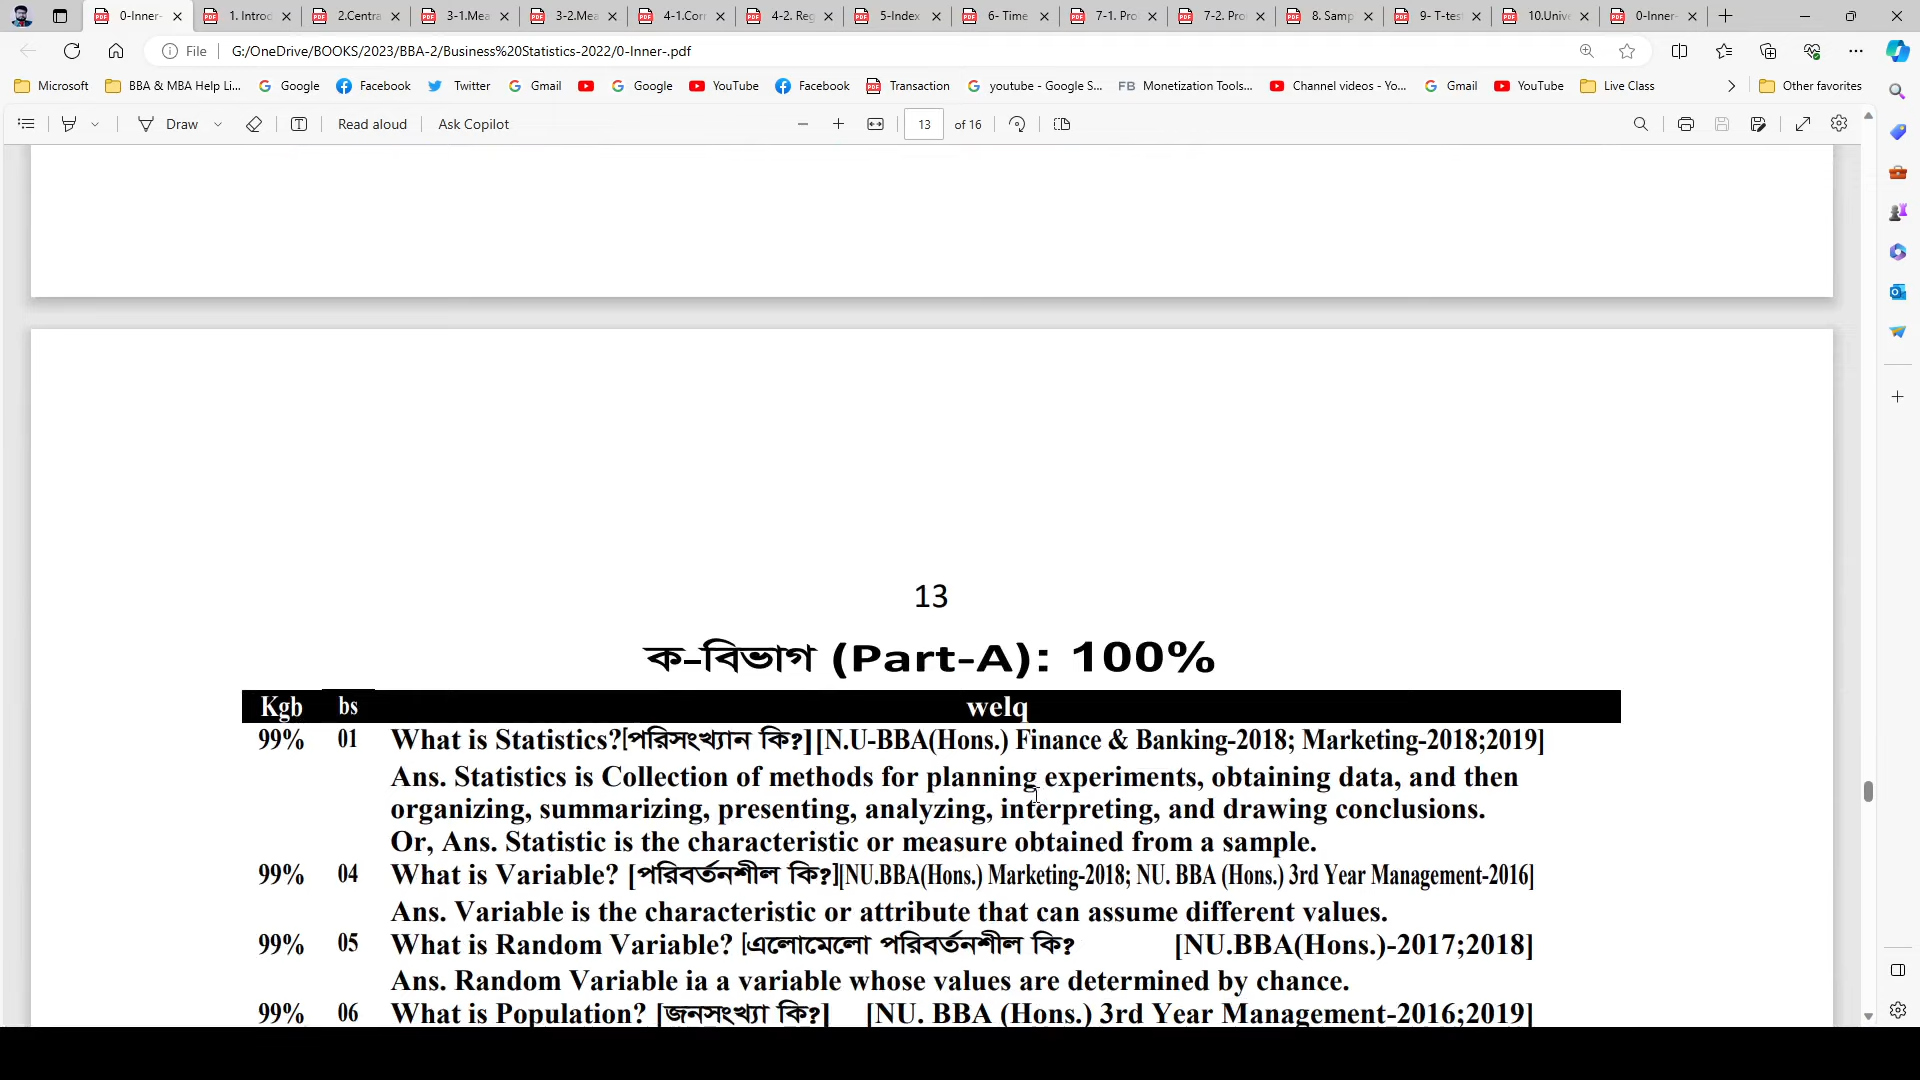 0-Inner-
1. Introd
2.Centra
3-1.Mea
3-2.Mea
4-1.Corr
4-2. Reg
5-Index
6- Time
7-1. Pro
7-2. Pro
8. Samp
9- T-tes
10.Unive
0-Inner-
File G:/OneDrive/BOOKS/2023/BBA-2/Business%20Statistics-2022/0-Inner-.pdf
Microsoft BBA & MBA Help Li... Google Facebook Twitter Gmail Google YouTube Facebook Transaction youtube - Google S... FB Monetization Tools... Channel videos - Yo... Gmail YouTube Live Class Other favorites
Draw Read aloud Ask Copilot 13 of 16
13
ক-বিভাগ (Part-A): 100%
Kgb bs welq
99% 01 What is Statistics?[পরিসংখ্যান কি?][N.U-BBA(Hons.) Finance & Banking-2018; Marketing-2018;2019]
Ans. Statistics is Collection of methods for planning experiments, obtaining data, and then
organizing, summarizing, presenting, analyzing, interpreting, and drawing conclusions.
Or, Ans. Statistic is the characteristic or measure obtained from a sample.
99% 04 What is Variable? [পরিবর্তনশীল কি?][NU.BBA(Hons.) Marketing-2018; NU. BBA (Hons.) 3rd Year Management-2016]
Ans. Variable is the characteristic or attribute that can assume different values.
99% 05 What is Random Variable? [এলোমেলো পরিবর্তনশীল কি? [NU.BBA(Hons.)-2017;2018]
Ans. Random Variable ia a variable whose values are determined by chance.
99% 06 What is Population? [জনসংখ্যা কি?] [NU. BBA (Hons.) 3rd Year Management-2016;2019]